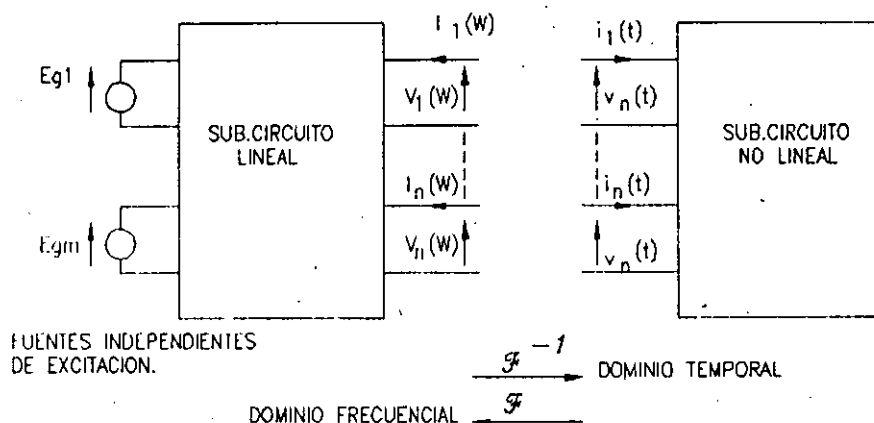 I₁(W)
i₁(t)
Eg1
V₁(W)
vₙ(t)
SUB.CIRCUITO
LINEAL
SUB.CIRCUITO
NO LINEAL
Iₙ(W)
iₙ(t)
Egm
Vₙ(W)
vₙ(t)
FUENTES INDEPENDIENTES
DE EXCITACION.
ℱ⁻¹
DOMINIO TEMPORAL
DOMINIO FRECUENCIAL
ℱ